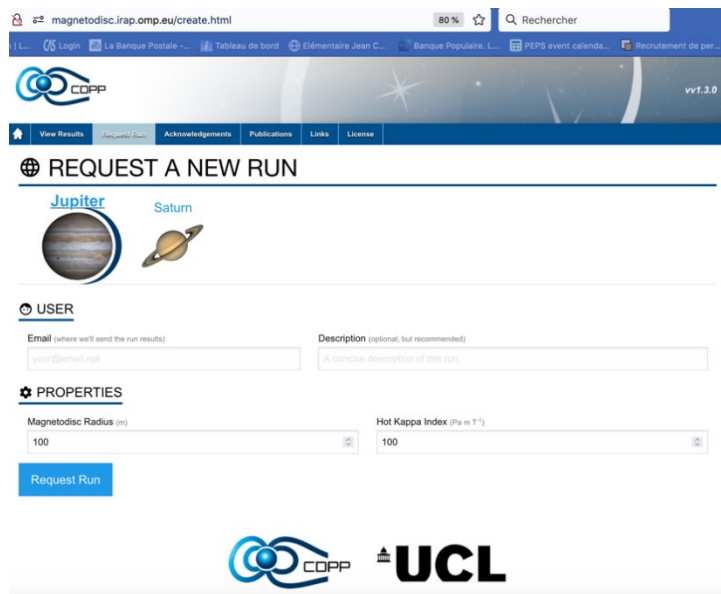 magnetodisc.irap.omp.eu/create.html 80 % Rechercher
Login La Banque Postale -... Tableau de bord Elémentaire Jean C... Banque Populaire. L... PEPS event calenda... Recrutement de per...
COPP
vv1.3.0
View Results Request Run Acknowledgements Publications Links License
REQUEST A NEW RUN
Jupiter Saturn
USER
Email (where we'll send the run results) Description (optional, but recommended)
your@email.net A concise description of this run
PROPERTIES
Magnetodisc Radius (m) Hot Kappa Index (Pa m T⁻¹)
100 100
Request Run
COPP UCL